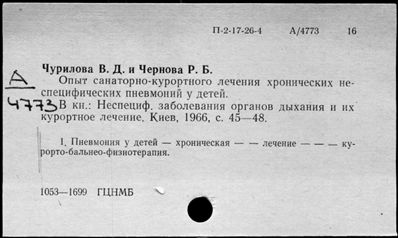 П-2-17-26-4 А/4773 16
Чурилова В. Д. и Чернова Р. Б.
А Опыт санаторно-курортного лечения хронических не-
специфических пневмоний у детей.
4773 В кн.: Неспециф. заболевания органов дыхания и их
курортное лечение, Киев, 1966, с. 45—48.
1. Пневмония у детей — хроническая — — лечение — — — ку-
рорто-бальнео-физиотерапия.
1053—1699 ГЦНМБ